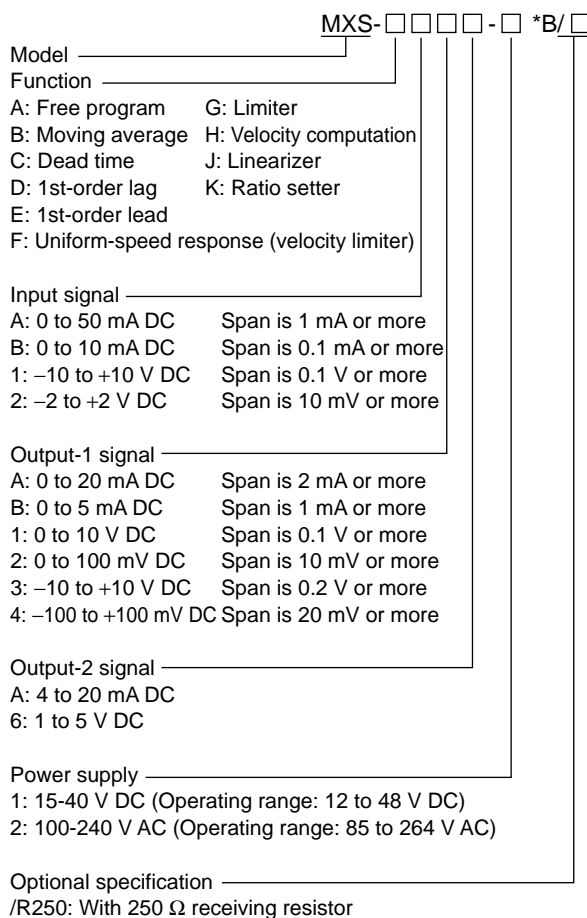 MXS-□□□□-□ *B/□
Model
Function
A: Free program G: Limiter
B: Moving average H: Velocity computation
C: Dead time J: Linearizer
D: 1st-order lag K: Ratio setter
E: 1st-order lead
F: Uniform-speed response (velocity limiter)
Input signal
A: 0 to 50 mA DC Span is 1 mA or more
B: 0 to 10 mA DC Span is 0.1 mA or more
1: −10 to +10 V DC Span is 0.1 V or more
2: −2 to +2 V DC Span is 10 mV or more
Output-1 signal
A: 0 to 20 mA DC Span is 2 mA or more
B: 0 to 5 mA DC Span is 1 mA or more
1: 0 to 10 V DC Span is 0.1 V or more
2: 0 to 100 mV DC Span is 10 mV or more
3: −10 to +10 V DC Span is 0.2 V or more
4: −100 to +100 mV DC Span is 20 mV or more
Output-2 signal
A: 4 to 20 mA DC
6: 1 to 5 V DC
Power supply
1: 15-40 V DC (Operating range: 12 to 48 V DC)
2: 100-240 V AC (Operating range: 85 to 264 V AC)
Optional specification
/R250: With 250 Ω receiving resistor